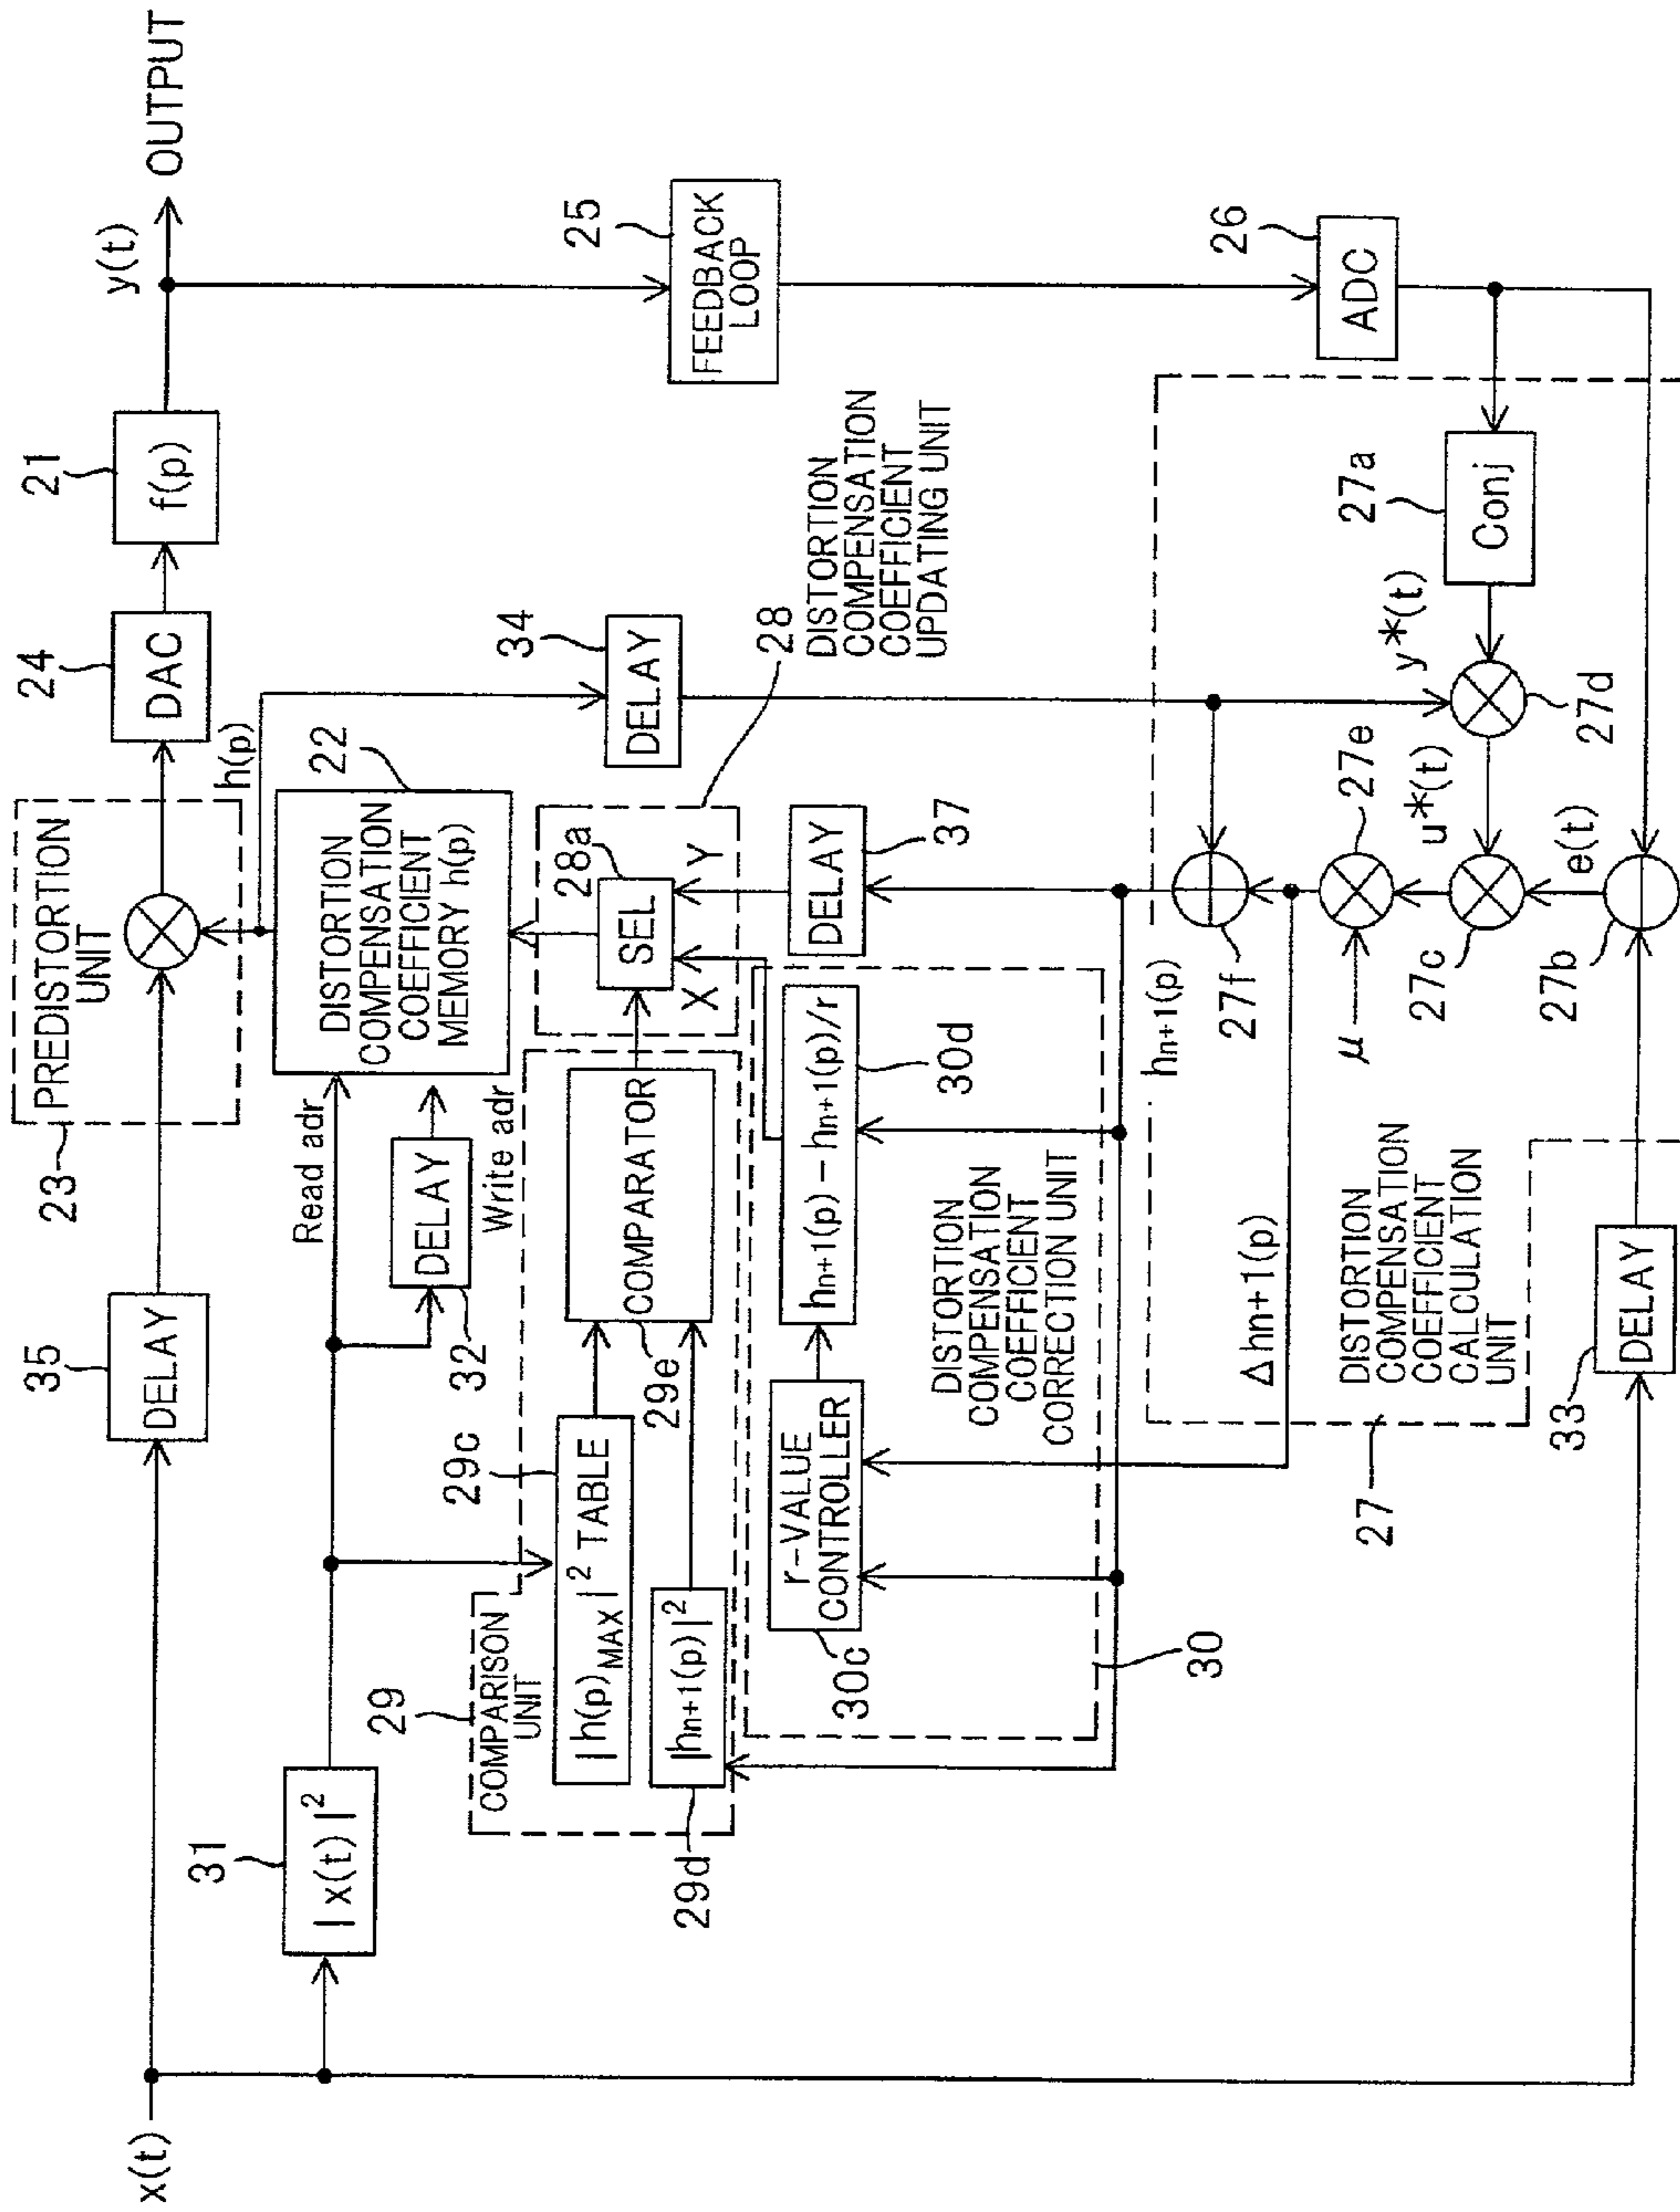 x(t)
35
DELAY
23
PREDISTORTION
UNIT
24
DAC
21
f(p)
y(t)
OUTPUT
h(p)
31
|x(t)|²
Read adr
DELAY
32
Write adr
22
DISTORTION
COMPENSATION
COEFFICIENT
MEMORY h(p)
34
DELAY
25
FEEDBACK
LOOP
29
COMPARISON
UNIT
29c
|h(p)MAX|² TABLE
|hn+1(p)|²
29d
COMPARATOR
29e
28a
SEL
X
Y
28
DISTORTION
COMPENSATION
COEFFICIENT
UPDATING UNIT
37
DELAY
r-VALUE
CONTROLLER
30c
hn+1(p)-hn+1(p)/r
30d
DISTORTION
COMPENSATION
COEFFICIENT
CORRECTION UNIT
30
26
ADC
hn+1(p)
27f
Δhn+1(p)
μ
27e
u*(t)
27c
e(t)
27b
27d
y*(t)
27a
Conj
DISTORTION
COMPENSATION
COEFFICIENT
CALCULATION
UNIT
27
33
DELAY